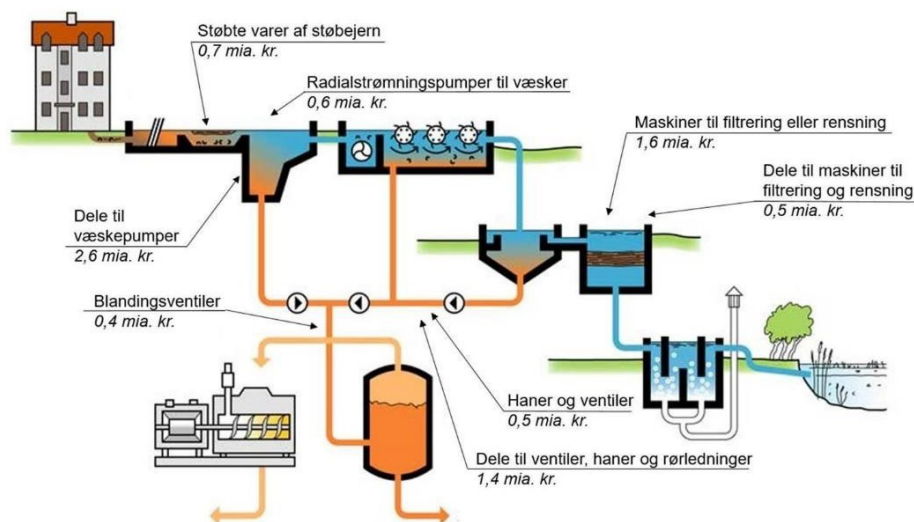 Støbte varer af støbejern
0,7 mia. kr.
Radialstrømningspumper til væsker
0,6 mia. kr.
Maskiner til filtrering eller rensning
1,6 mia. kr.
Dele til maskiner til
filtrering og rensning
0,5 mia. kr.
Dele til
væskepumper
2,6 mia. kr.
Blandingsventiler
0,4 mia. kr.
Haner og ventiler
0,5 mia. kr.
Dele til ventiler, haner og rørledninger
1,4 mia. kr.